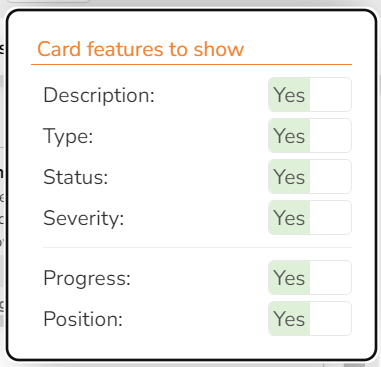 Card features to show
Description: Yes
Type: Yes
Status: Yes
Severity: Yes
Progress: Yes
Position: Yes